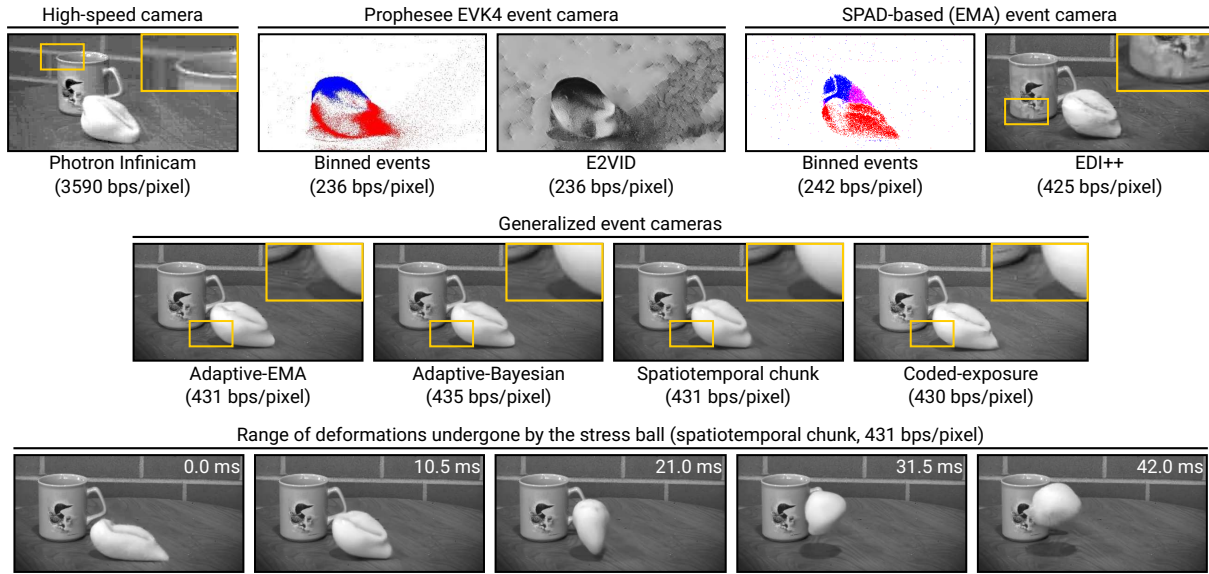 High-speed camera
Prophesee EVK4 event camera
SPAD-based (EMA) event camera
Photron Infinicam
(3590 bps/pixel)
Binned events
(236 bps/pixel)
E2VID
(236 bps/pixel)
Binned events
(242 bps/pixel)
EDI++
(425 bps/pixel)
Generalized event cameras
Adaptive-EMA
(431 bps/pixel)
Adaptive-Bayesian
(435 bps/pixel)
Spatiotemporal chunk
(431 bps/pixel)
Coded-exposure
(430 bps/pixel)
Range of deformations undergone by the stress ball (spatiotemporal chunk, 431 bps/pixel)
0.0 ms
10.5 ms
21.0 ms
31.5 ms
42.0 ms